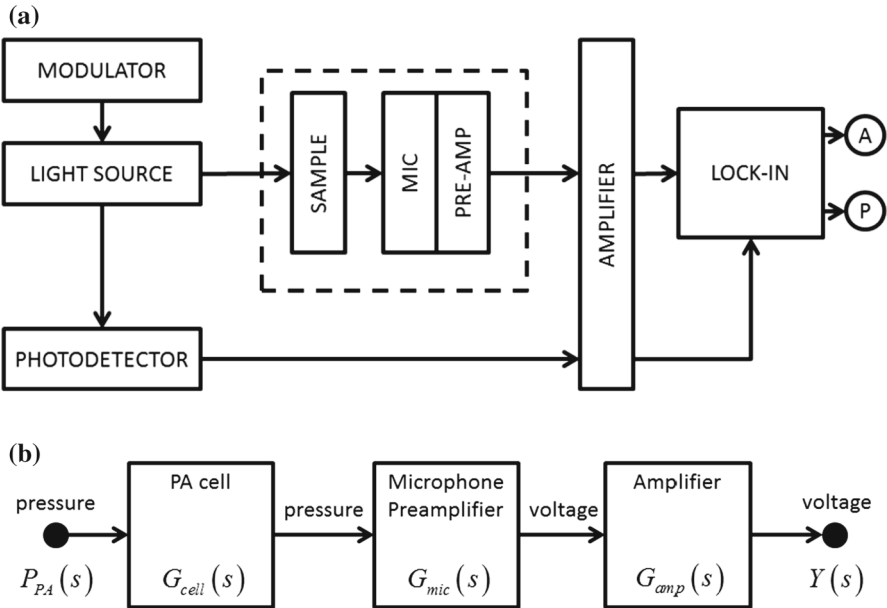 (a)
MODULATOR
LIGHT SOURCE
PHOTODETECTOR
SAMPLE
MIC
PRE-AMP
AMPLIFIER
LOCK-IN
A
P
(b)
pressure
P_PA(s)
PA cell
G_cell(s)
pressure
Microphone
Preamplifier
G_mic(s)
voltage
Amplifier
G_amp(s)
voltage
Y(s)